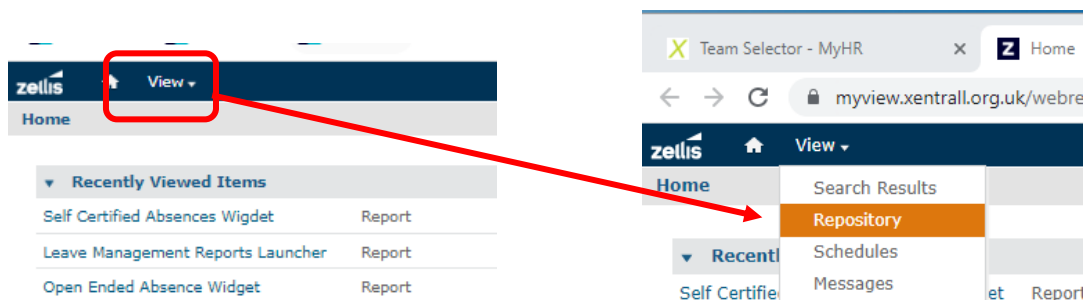 zellis View
Home
Recently Viewed Items
Self Certified Absences Wigdet Report
Leave Management Reports Launcher Report
Open Ended Absence Widget Report
Team Selector - MyHR × Z Home
myview.xentrall.org.uk/webre
zellis View
Home
Search Results
Repository
Schedules
Recentl
Messages
Self Certifie et Report